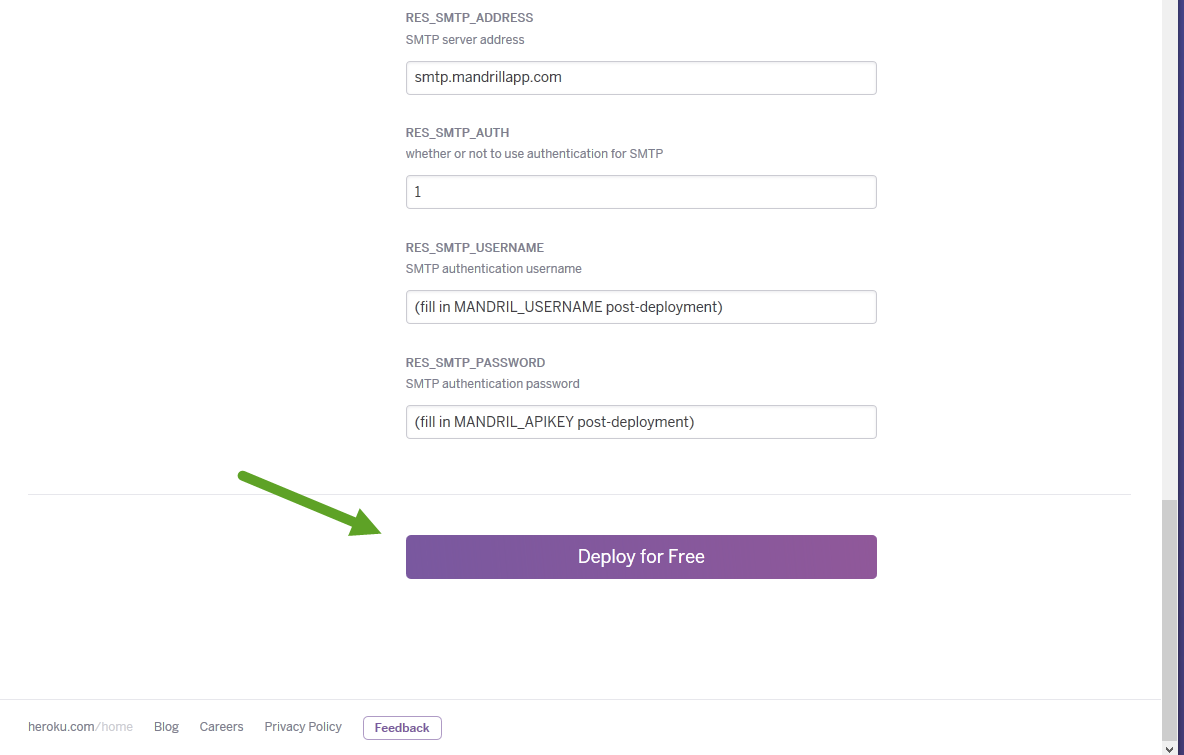 RES_SMTP_ADDRESS
SMTP server address
smtp.mandrillapp.com
RES_SMTP_AUTH
whether or not to use authentication for SMTP
1
RES_SMTP_USERNAME
SMTP authentication username
(fill in MANDRIL_USERNAME post-deployment)
RES_SMTP_PASSWORD
SMTP authentication password
(fill in MANDRIL_APIKEY post-deployment)
Deploy for Free
heroku.com/home Blog Careers Privacy Policy Feedback